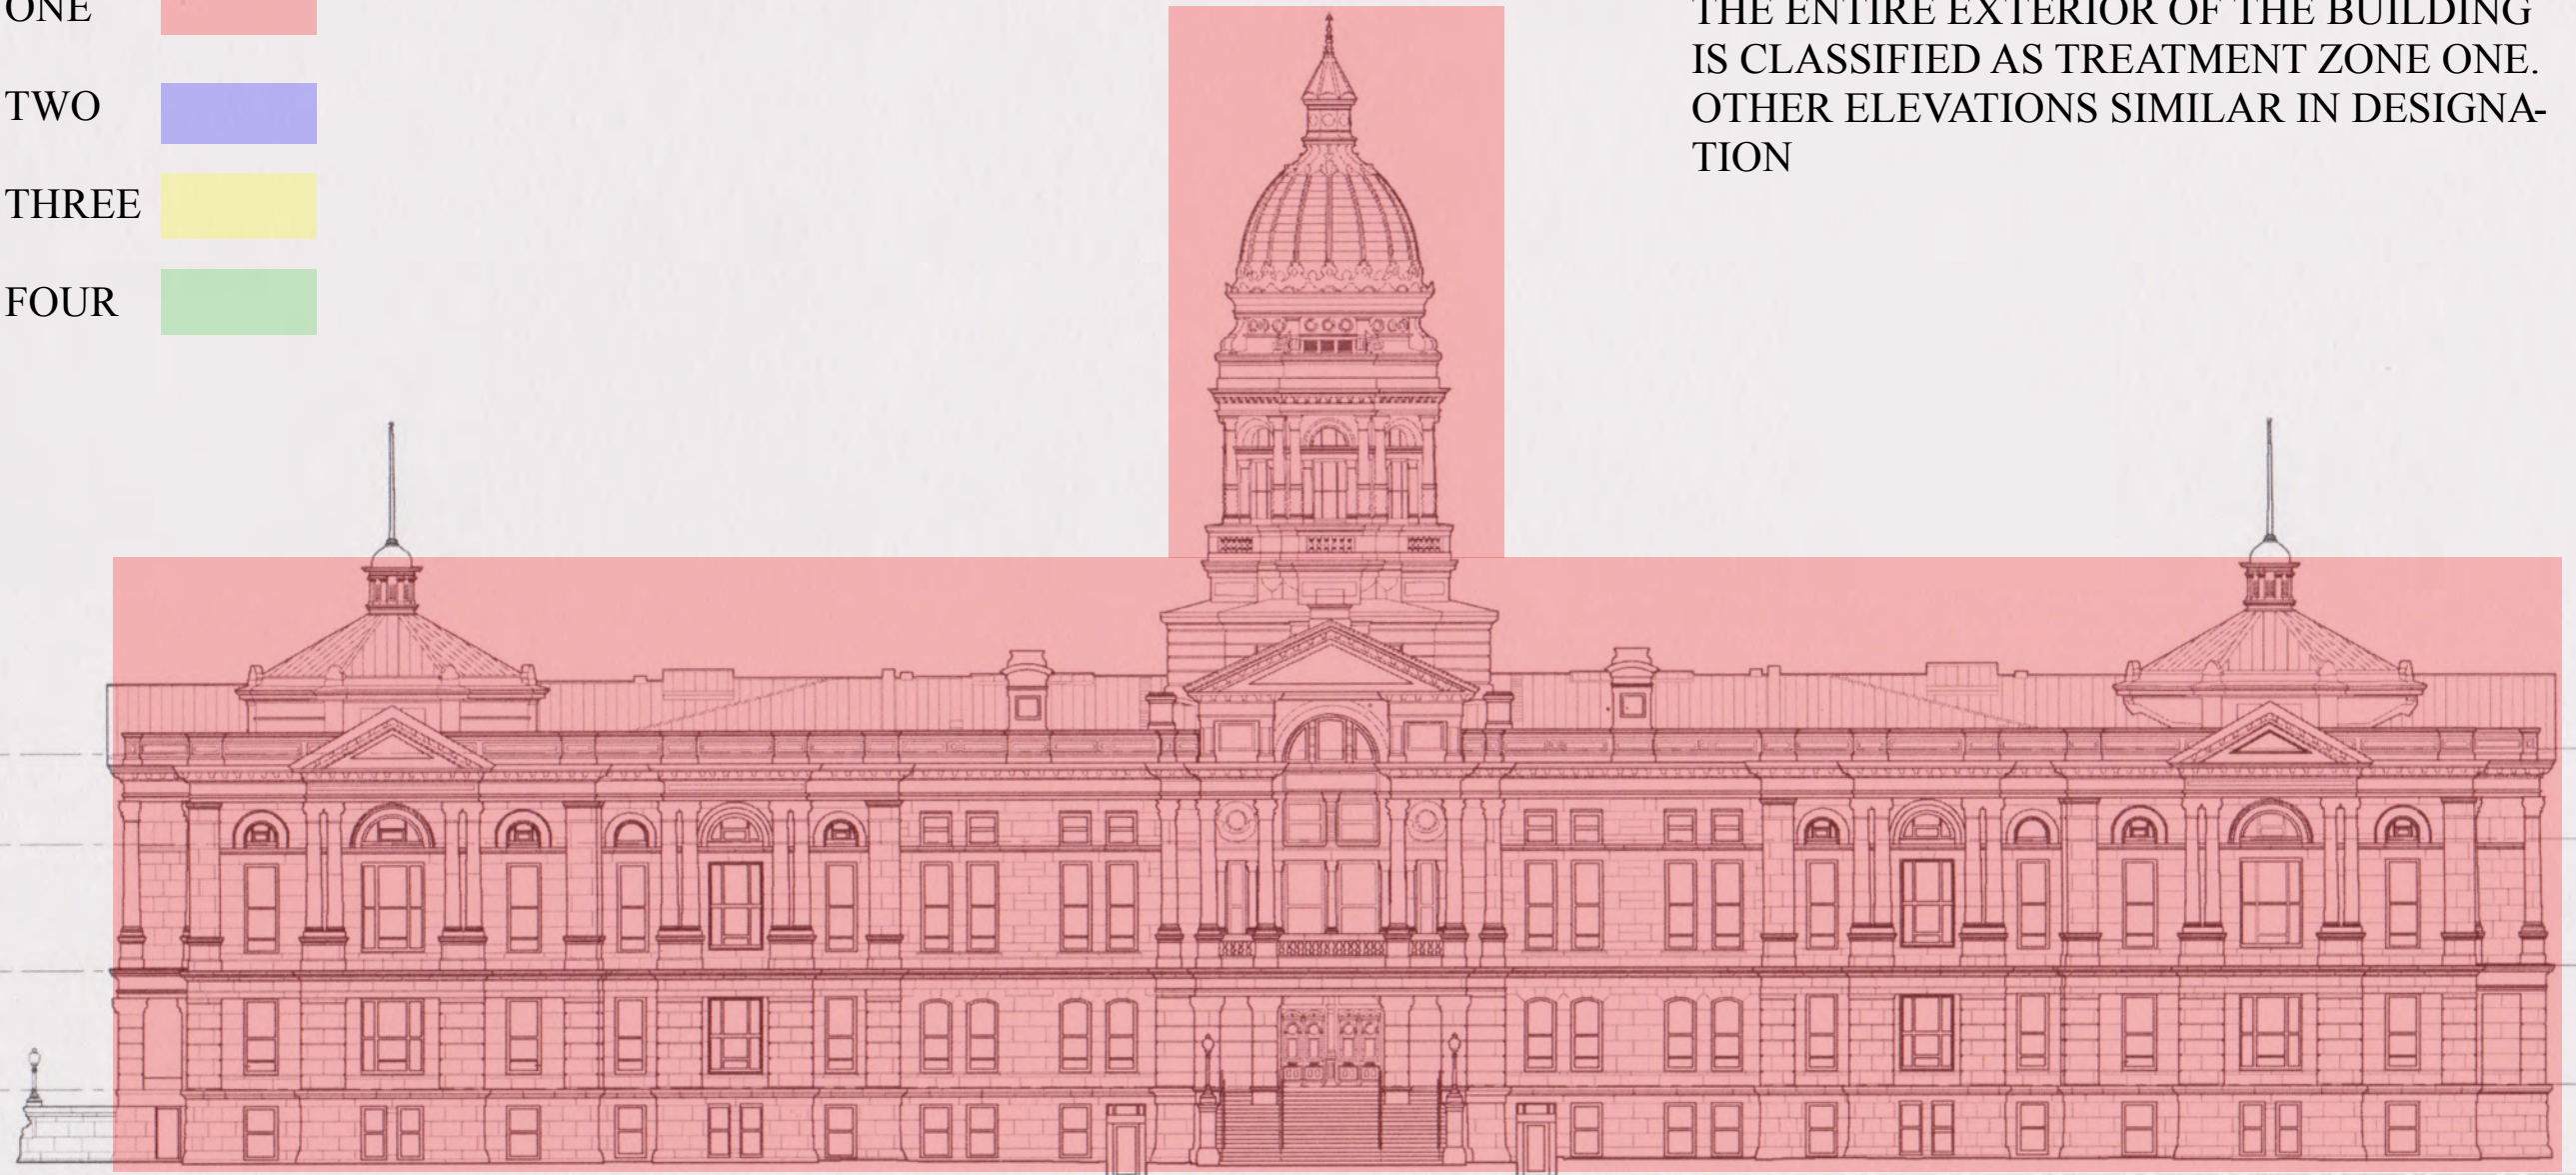 ONE
TWO
THREE
FOUR
THE ENTIRE EXTERIOR OF THE BUILDING
IS CLASSIFIED AS TREATMENT ZONE ONE.
OTHER ELEVATIONS SIMILAR IN DESIGNA-
TION